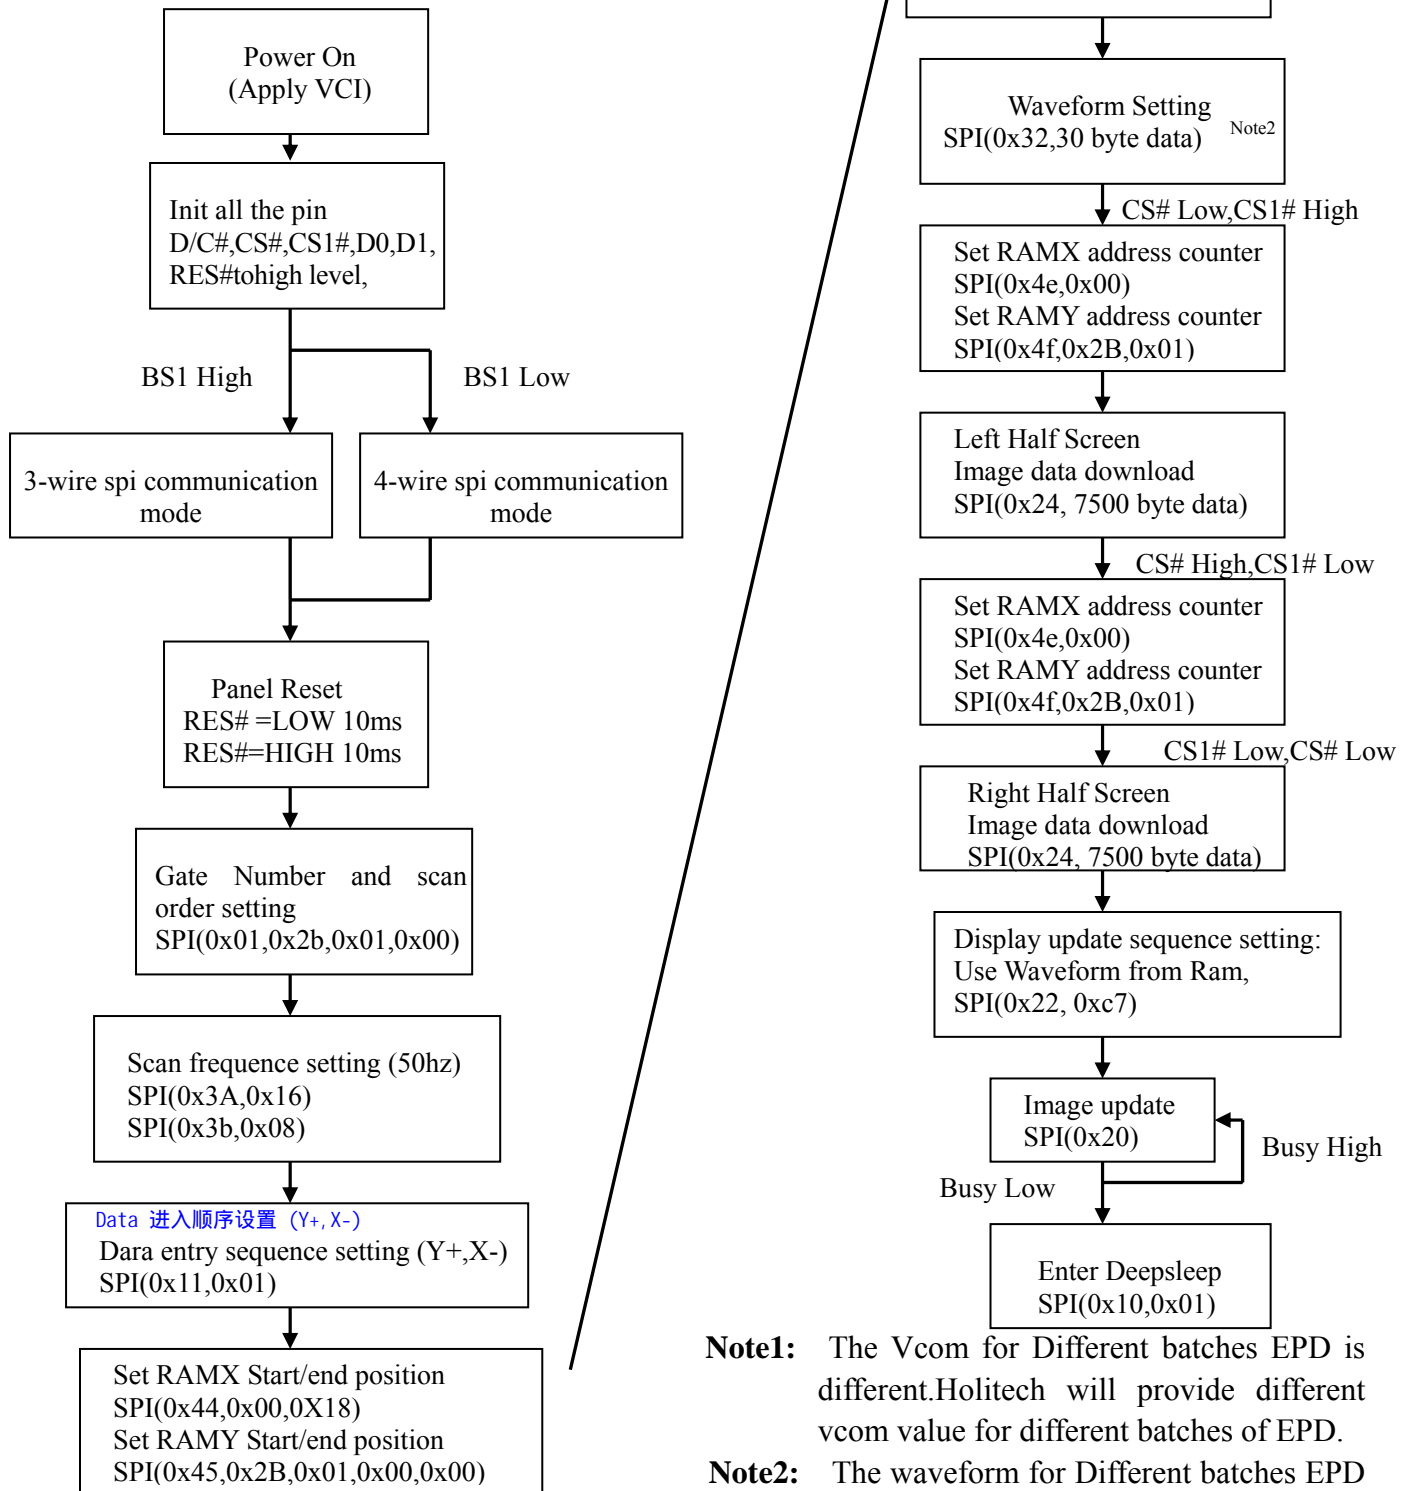 Power On
(Apply VCI)
Init all the pin
D/C#,CS#,CS1#,D0,D1,
RES#tohigh level,
BS1 High
BS1 Low
3-wire spi communication
mode
4-wire spi communication
mode
Panel Reset
RES# =LOW 10ms
RES#=HIGH 10ms
Gate Number and scan
order setting
SPI(0x01,0x2b,0x01,0x00)
Scan frequence setting (50hz)
SPI(0x3A,0x16)
SPI(0x3b,0x08)
Data 进入顺序设置 (Y+,X-)
Dara entry sequence setting (Y+,X-)
SPI(0x11,0x01)
Set RAMX Start/end position
SPI(0x44,0x00,0X18)
Set RAMY Start/end position
SPI(0x45,0x2B,0x01,0x00,0x00)
Waveform Setting
SPI(0x32,30 byte data) Note2
CS# Low,CS1# High
Set RAMX address counter
SPI(0x4e,0x00)
Set RAMY address counter
SPI(0x4f,0x2B,0x01)
Left Half Screen
Image data download
SPI(0x24, 7500 byte data)
CS# High,CS1# Low
Set RAMX address counter
SPI(0x4e,0x00)
Set RAMY address counter
SPI(0x4f,0x2B,0x01)
CS1# Low,CS# Low
Right Half Screen
Image data download
SPI(0x24, 7500 byte data)
Display update sequence setting:
Use Waveform from Ram,
SPI(0x22, 0xc7)
Image update
SPI(0x20)
Busy High
Busy Low
Enter Deepsleep
SPI(0x10,0x01)
Note1: The Vcom for Different batches EPD is
different.Holitech will provide different
vcom value for different batches of EPD.
Note2: The waveform for Different batches EPD